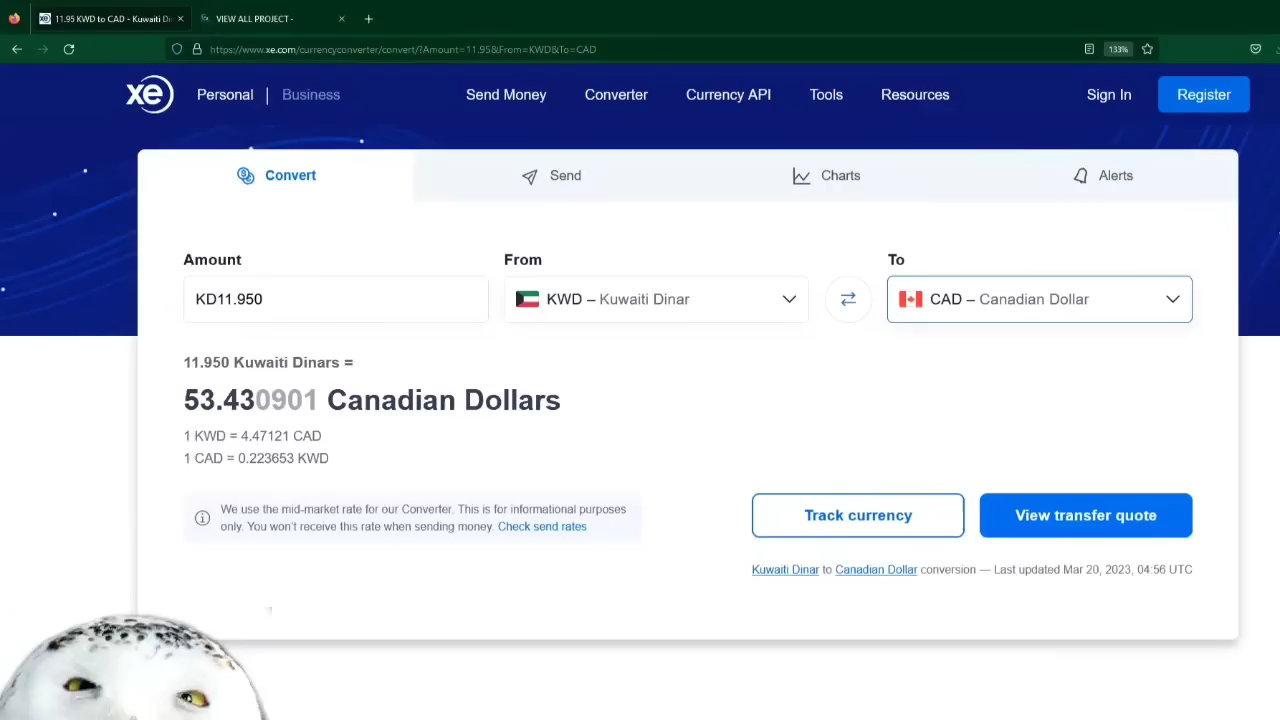 11.95 KWD to CAD - Kuwaiti Di
VIEW ALL PROJECT -
https://www.xe.com/currencyconverter/convert/?Amount=11.95&From=KWD&To=CAD
133%
xe
Personal | Business
Send Money
Converter
Currency API
Tools
Resources
Sign In
Register
Convert
Send
Charts
Alerts
Amount
From
To
KD11.950
KWD – Kuwaiti Dinar
CAD – Canadian Dollar
11.950 Kuwaiti Dinars =
53.430901 Canadian Dollars
1 KWD = 4.47121 CAD
1 CAD = 0.223653 KWD
We use the mid-market rate for our Converter. This is for informational purposes
only. You won't receive this rate when sending money. Check send rates
Track currency
View transfer quote
Kuwaiti Dinar to Canadian Dollar conversion — Last updated Mar 20, 2023, 04:56 UTC